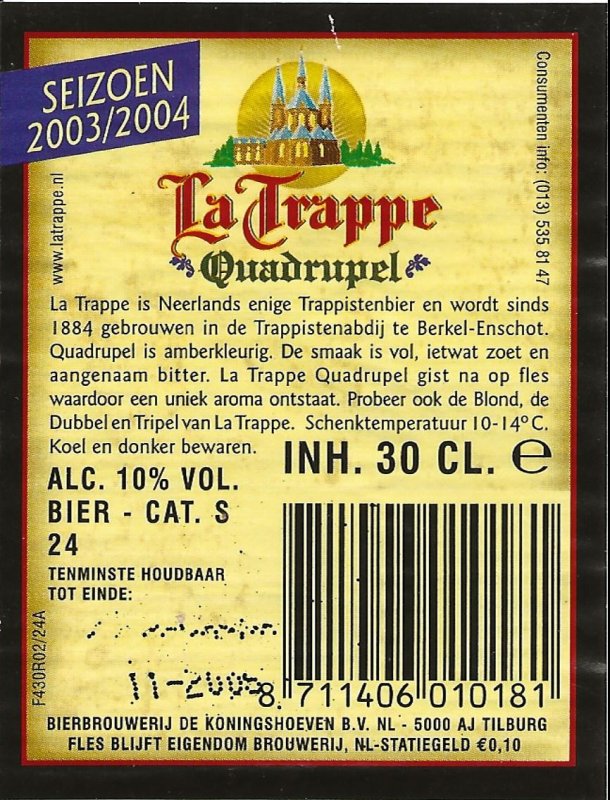 SEIZOEN
2003/2004
Consumenten info: (013) 535 81 47
www.latrappe.nl
La Trappe
Quadrupel
La Trappe is Neerlands enige Trappistenbier en wordt sinds
1884 gebrouwen in de Trappistenabdij te Berkel-Enschot.
Quadrupel is amberkleurig. De smaak is vol, ietwat zoet en
aangenaam bitter. La Trappe Quadrupel gist na op fles
waardoor een uniek aroma ontstaat. Probeer ook de Blond, de
Dubbel en Tripel van La Trappe. Schenktemperatuur 10-14°C.
Koel en donker bewaren.
INH. 30 CL. ℮
ALC. 10% VOL.
BIER - CAT. S
24
TENMINSTE HOUDBAAR
TOT EINDE:
11-2006
F430R02/24A
8 711406 010181
BIERBROUWERIJ DE KONINGSHOEVEN B.V. NL - 5000 AJ TILBURG
FLES BLIJFT EIGENDOM BROUWERIJ, NL-STATIEGELD €0,10